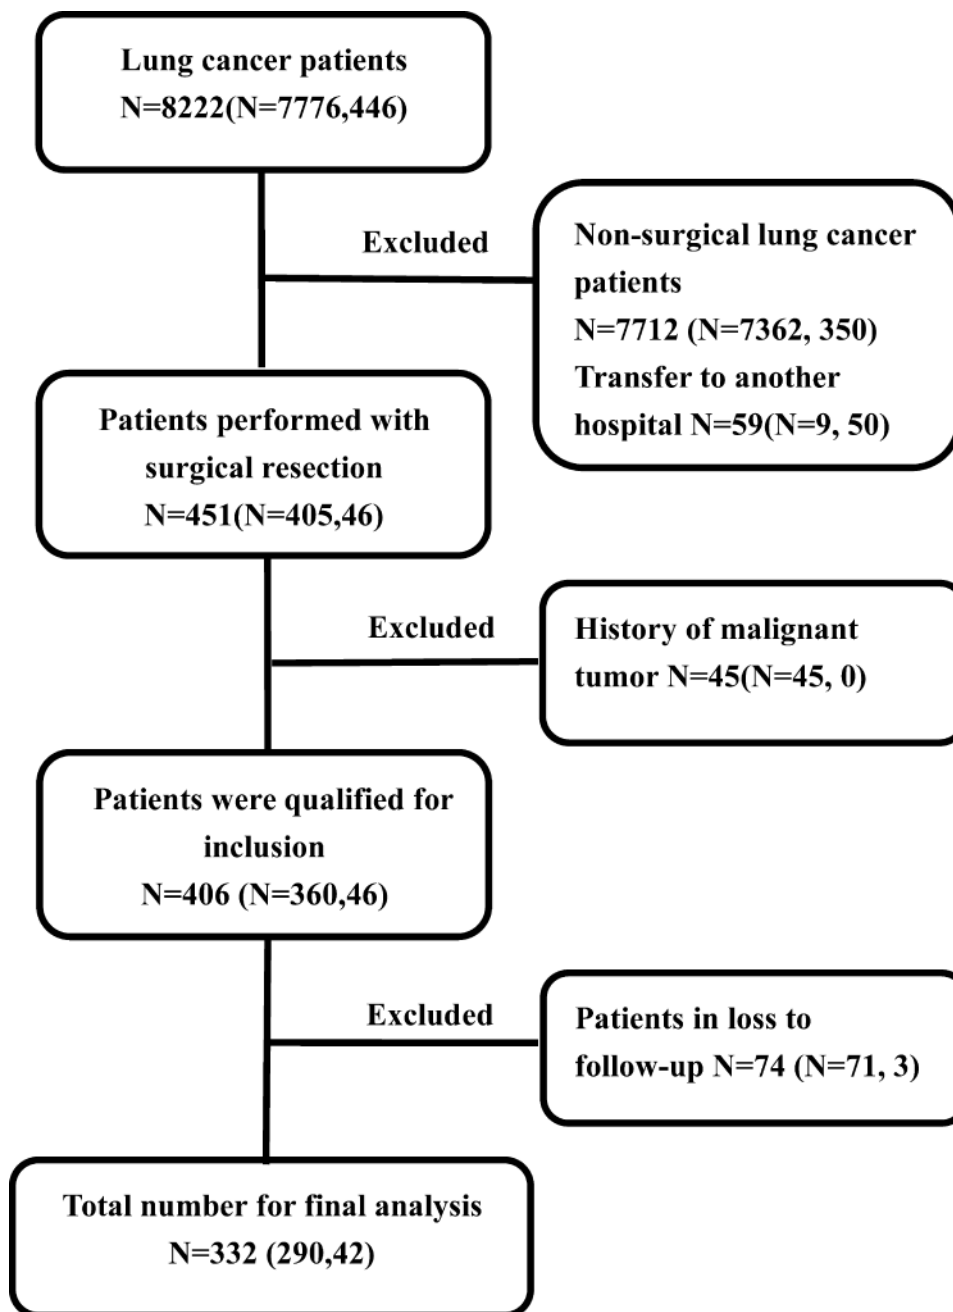 Lung cancer patients
N=8222(N=7776,446)
Excluded
Non-surgical lung cancer
patients
N=7712 (N=7362, 350)
Transfer to another
hospital N=59(N=9, 50)
Patients performed with
surgical resection
N=451(N=405,46)
Excluded
History of malignant
tumor N=45(N=45, 0)
Patients were qualified for
inclusion
N=406 (N=360,46)
Excluded
Patients in loss to
follow-up N=74 (N=71, 3)
Total number for final analysis
N=332 (290,42)